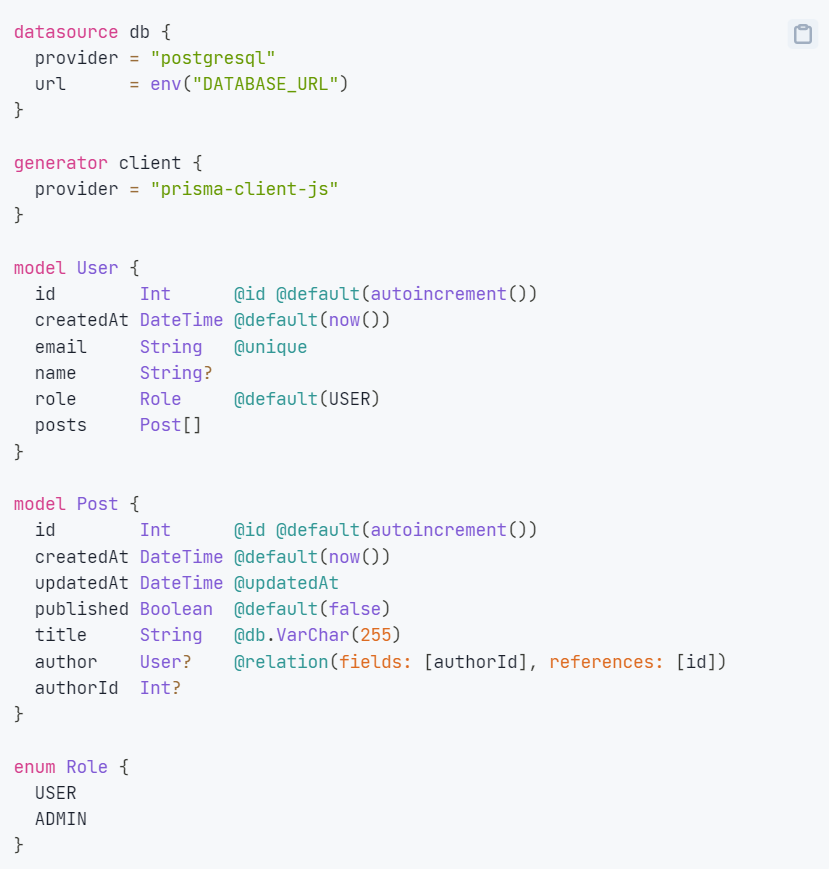 datasource db {
  provider = "postgresql"
  url      = env("DATABASE_URL")
}

generator client {
  provider = "prisma-client-js"
}

model User {
  id        Int      @id @default(autoincrement())
  createdAt DateTime @default(now())
  email     String   @unique
  name      String?
  role      Role     @default(USER)
  posts     Post[]
}

model Post {
  id        Int      @id @default(autoincrement())
  createdAt DateTime @default(now())
  updatedAt DateTime @updatedAt
  published Boolean  @default(false)
  title     String   @db.VarChar(255)
  author    User?    @relation(fields: [authorId], references: [id])
  authorId  Int?
}

enum Role {
  USER
  ADMIN
}